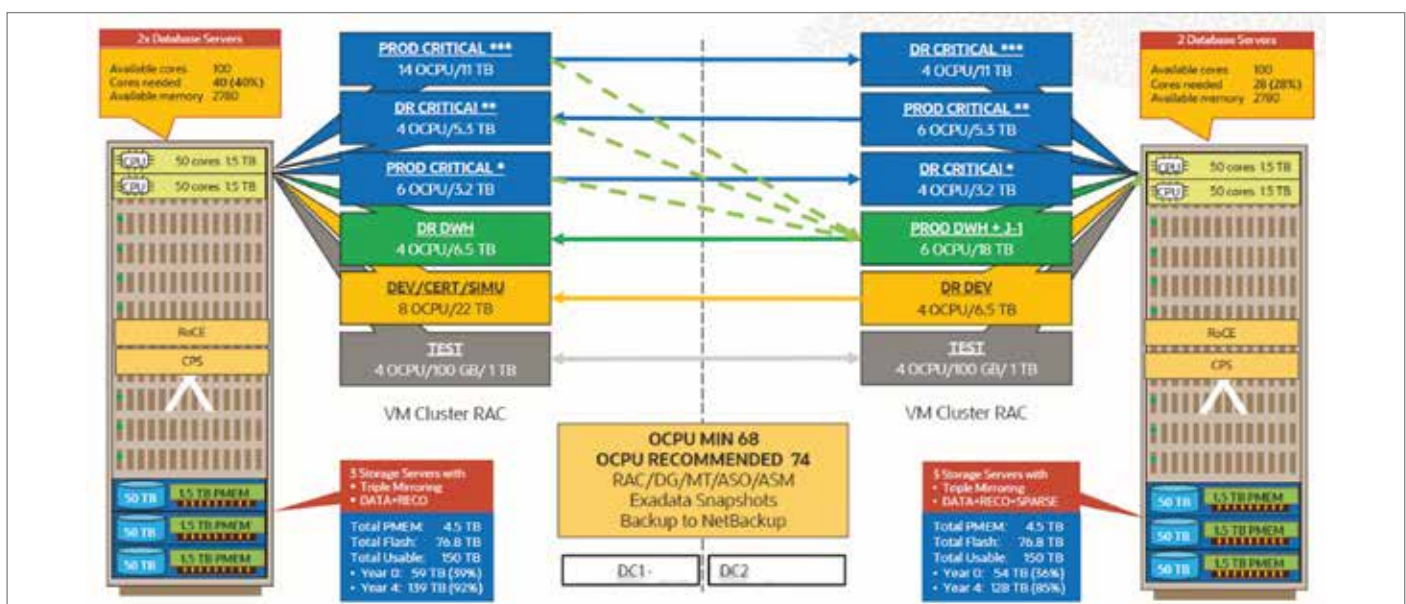 2x Database Servers
Available cores 100
Cores needed 40 (40%)
Available memory 2780
CPU 50 cores 1.5 TB
CPU 50 cores 1.5 TB
RoCE
CPS
50 TB 1.5 TB PMEM
50 TB 1.5 TB PMEM
50 TB 1.5 TB PMEM
3 Storage Servers with
• Triple Mirroring
• DATA+RECO
Total PMEM: 4.5 TB
Total Flash: 76.8 TB
Total Usable: 150 TB
• Year 0: 59 TB (39%)
• Year 4: 139 TB (92%)
PROD CRITICAL ***
14 OCPU/11 TB
DR CRITICAl **
4 OCPU/5.3 TB
PROD CRITICAL *
6 OCPU/3.2 TB
DR DWH
4 OCPU/6.5 TB
DEV/CERT/SIMU
8 OCPU/22 TB
TEST
4 OCPU/100 GB/ 1 TB
VM Cluster RAC
OCPU MIN 68
OCPU RECOMMENDED 74
RAC/DG/MT/ASO/ASM
Exadata Snapshots
Backup to NetBackup
DC1-
DC2
DR CRITICAL ***
4 OCPU/11 TB
PROD CRITICAL **
6 OCPU/5.3 TB
DR CRITICAl *
4 OCPU/3.2 TB
PROD DWH + J-1
6 OCPU/18 TB
DR DEV
4 OCPU/6.5 TB
TEST
4 OCPU/100 GB/ 1 TB
VM Cluster RAC
2 Database Servers
Available cores 100
Cores needed 28 (28%)
Available memory 2780
CPU 50 cores 1.5 TB
CPU 50 cores 1.5 TB
RoCE
CPS
50 TB 1.5 TB PMEM
50 TB 1.5 TB PMEM
50 TB 1.5 TB PMEM
3 Storage Servers with
• Triple Mirroring
• DATA+RECO+SPARSE
Total PMEM: 4.5 TB
Total Flash: 76.8 TB
Total Usable: 150 TB
• Year 0: 54 TB (36%)
• Year 4: 128 TB (85%)